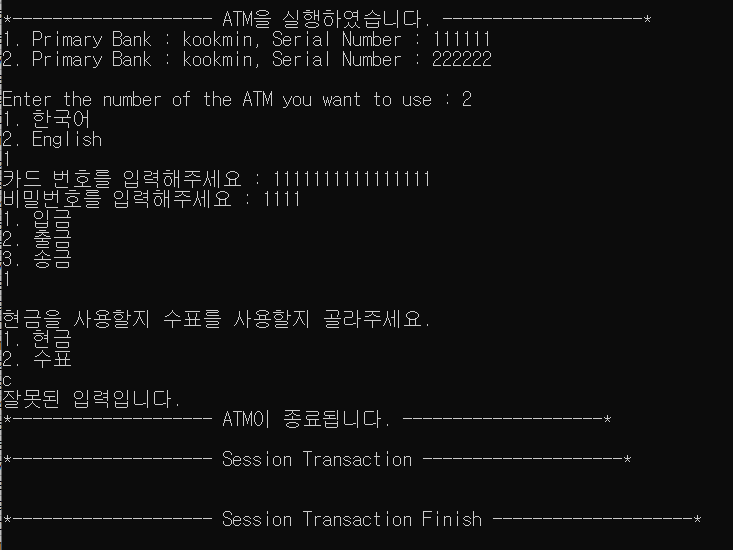 *-------------------- ATM을 실행하였습니다. --------------------*
1. Primary Bank : kookmin, Serial Number : 111111
2. Primary Bank : kookmin, Serial Number : 222222
Enter the number of the ATM you want to use : 2
1. 한국어
2. English
1
카드 번호를 입력해주세요 : 1111111111111111
비밀번호를 입력해주세요 : 1111
1. 입금
2. 출금
3. 송금
1
현금을 사용할지 수표를 사용할지 골라주세요.
1. 현금
2. 수표
c
잘못된 입력입니다.
*-------------------- ATM이 종료됩니다. --------------------*
*-------------------- Session Transaction --------------------*
*-------------------- Session Transaction Finish --------------------*